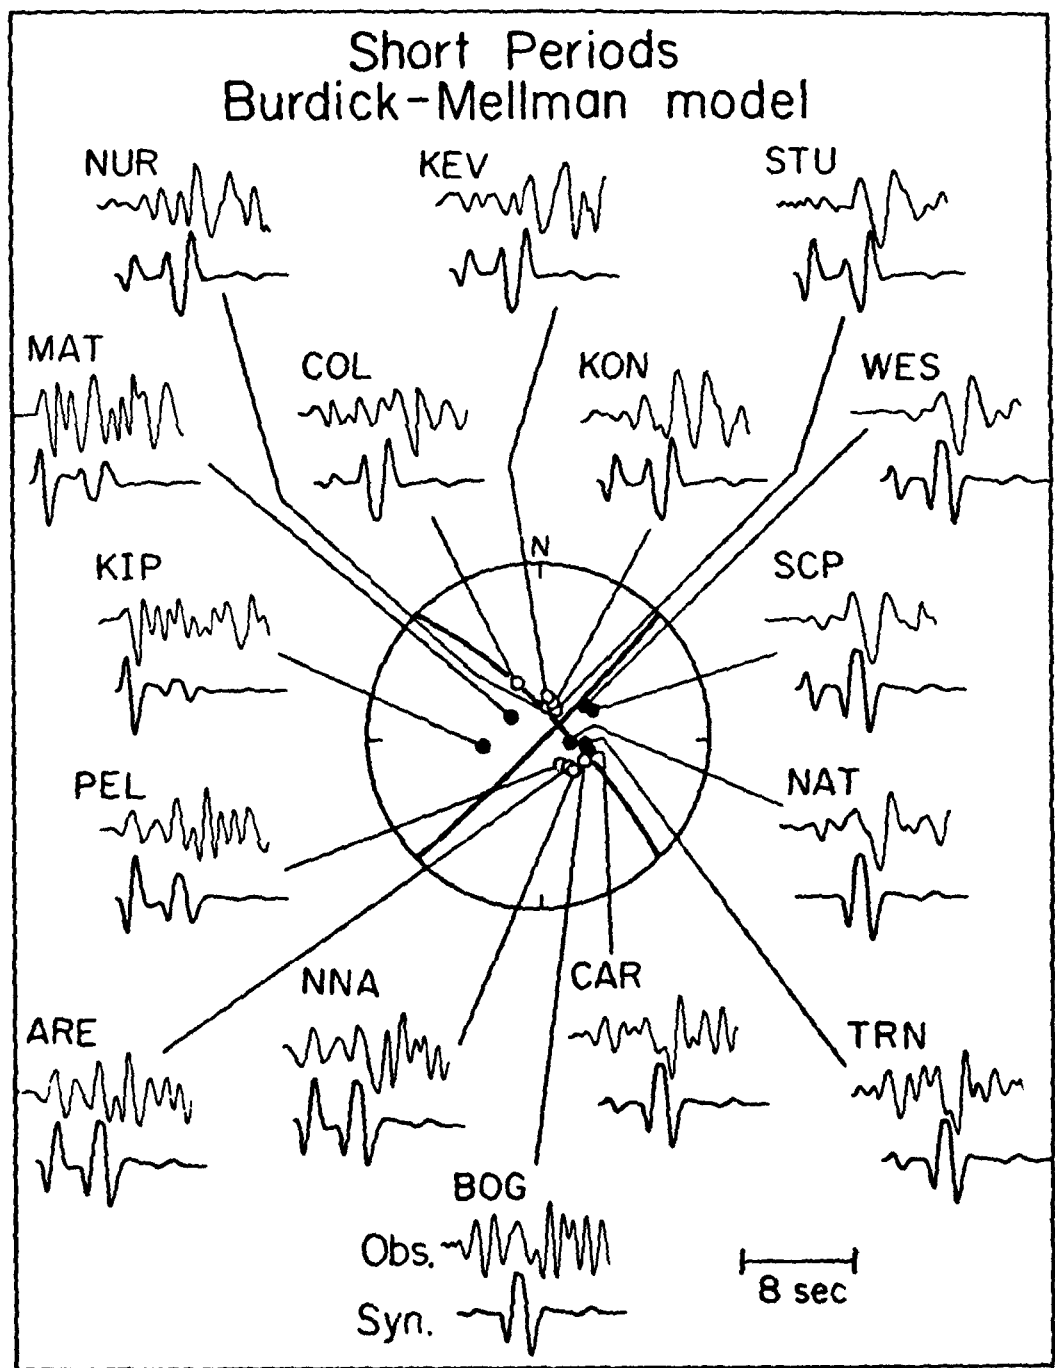 Short Periods
Burdick-Mellman model
NUR
KEV
STU
MAT
COL
KON
WES
N
KIP
SCP
PEL
NAT
NNA
CAR
ARE
TRN
BOG
Obs.
8 sec
Syn.